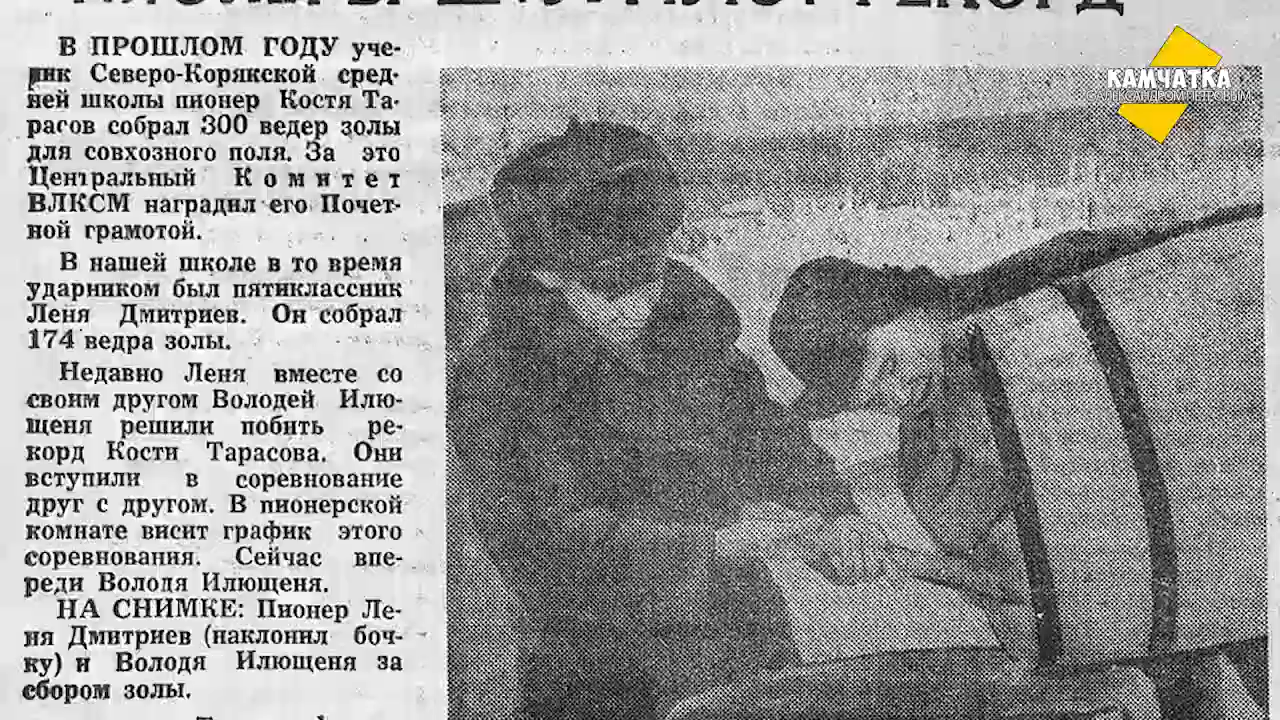 В ПРОШЛОМ ГОДУ уче-
ник Северо-Корякской сред-
ней школы пионер Костя Та-
расов собрал 300 ведер золы
для совхозного поля. За это
Центральный Комитет
ВЛКСМ наградил его Почет-
ной грамотой.
В нашей школе в то время
ударником был пятиклассник
Леня Дмитриев. Он собрал
174 ведра золы.
Недавно Леня вместе со
своим другом Володей Илю-
щеня решили побить ре-
корд Кости Тарасова. Они
вступили в соревнование
друг с другом. В пионерской
комнате висит график этого
соревнования. Сейчас впе-
реди Володя Илющеня.
НА СНИМКЕ: Пионер Ле-
ня Дмитриев (наклонил боч-
ку) и Володя Илющеня за
сбором золы.
КАМЧАТКА